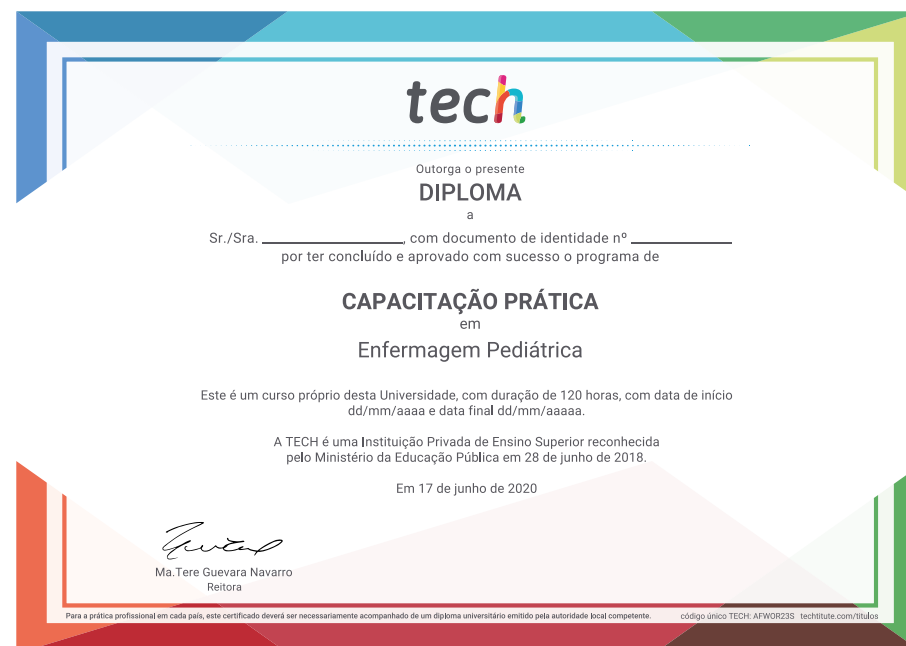 tech
Outorga o presente
DIPLOMA
a
Sr./Sra. ________________, com documento de identidade nº ____________
por ter concluído e aprovado com sucesso o programa de
CAPACITAÇÃO PRÁTICA
em
Enfermagem Pediátrica
Este é um curso próprio desta Universidade, com duração de 120 horas, com data de início
dd/mm/aaaa e data final dd/mm/aaaaa.
A TECH é uma Instituição Privada de Ensino Superior reconhecida
pelo Ministério da Educação Pública em 28 de junho de 2018.
Em 17 de junho de 2020
Ma.Tere Guevara Navarro
Reitora
Para a prática profissional em cada país, este certificado deverá ser necessariamente acompanhado de um diploma universitário emitido pela autoridade local competente. código único TECH: AFWOR23S techtitute.com/titulos